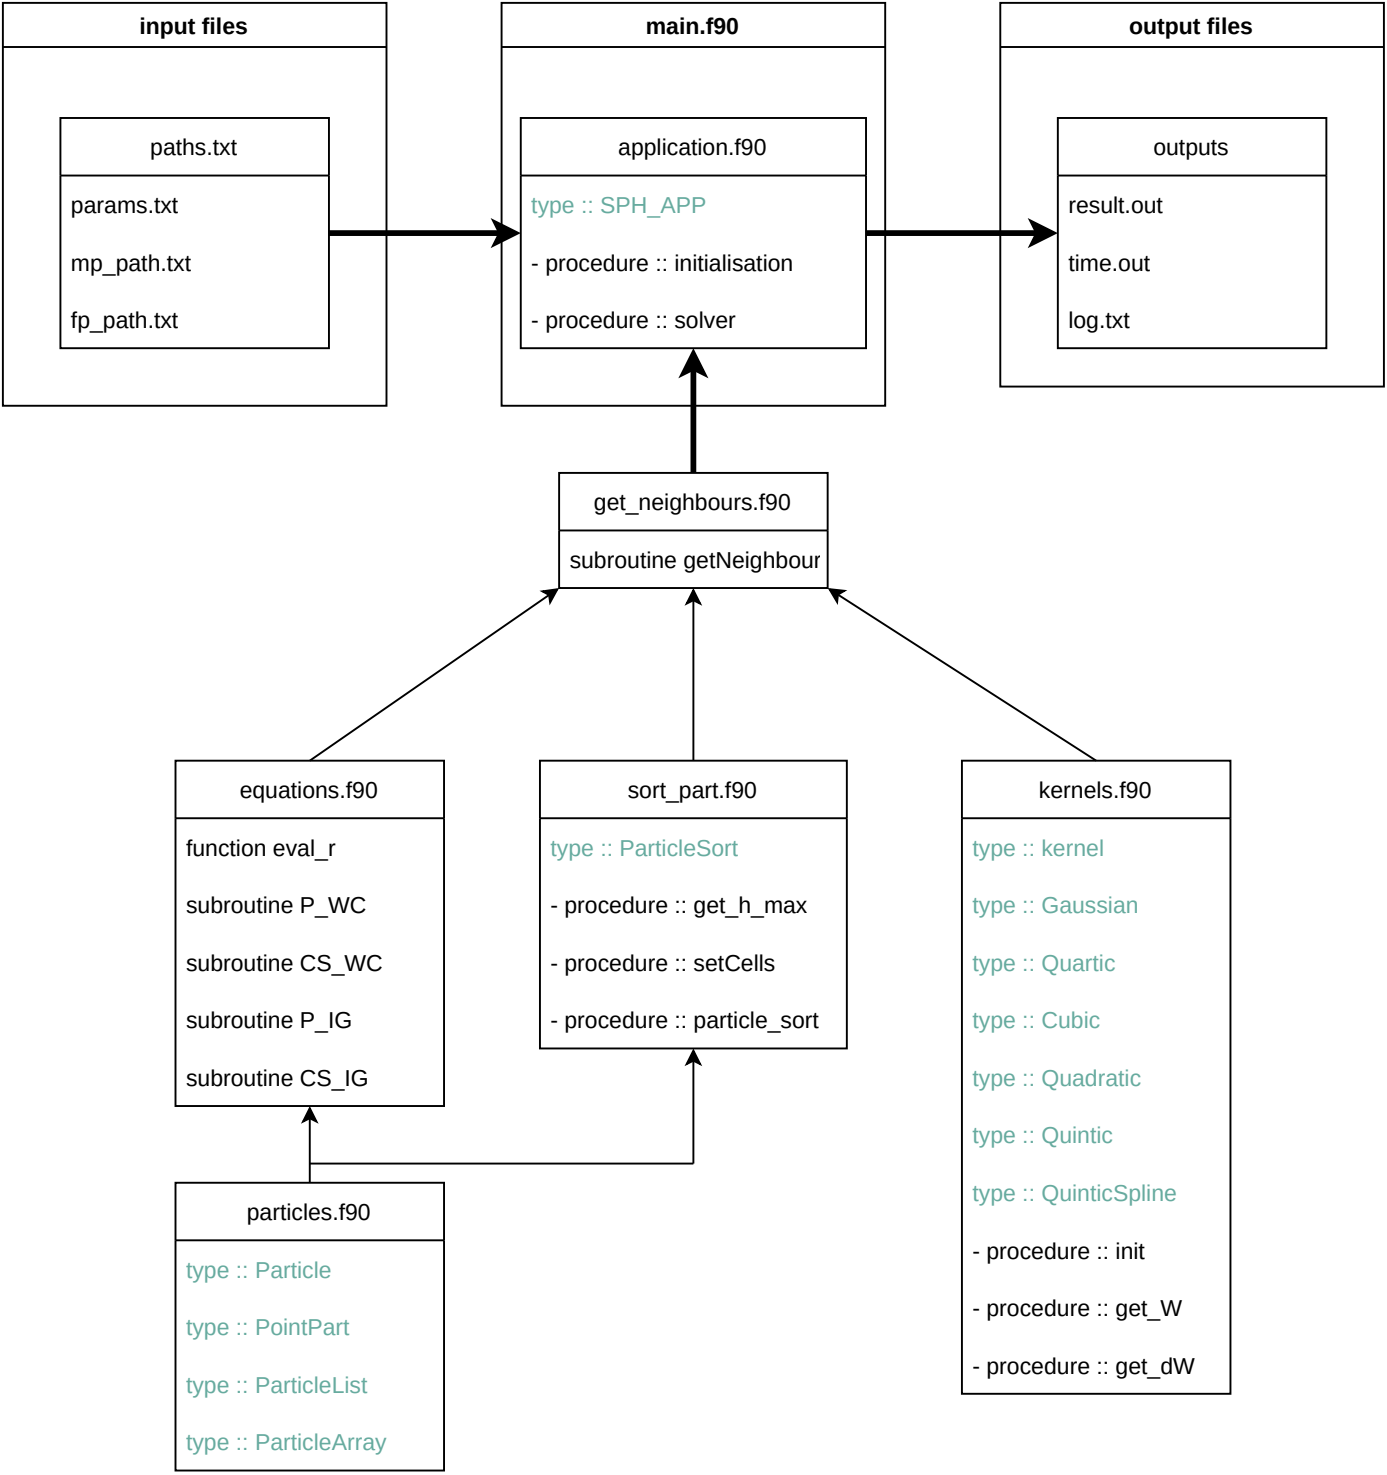 input files
paths.txt
params.txt
mp_path.txt
fp_path.txt
main.f90
application.f90
type :: SPH_APP
- procedure :: initialisation
- procedure :: solver
output files
outputs
result.out
time.out
log.txt
get_neighbours.f90
subroutine getNeighbour
equations.f90
function eval_r
subroutine P_WC
subroutine CS_WC
subroutine P_IG
subroutine CS_IG
sort_part.f90
type :: ParticleSort
- procedure :: get_h_max
- procedure :: setCells
- procedure :: particle_sort
kernels.f90
type :: kernel
type :: Gaussian
type :: Quartic
type :: Cubic
type :: Quadratic
type :: Quintic
type :: QuinticSpline
- procedure :: init
- procedure :: get_W
- procedure :: get_dW
particles.f90
type :: Particle
type :: PointPart
type :: ParticleList
type :: ParticleArray